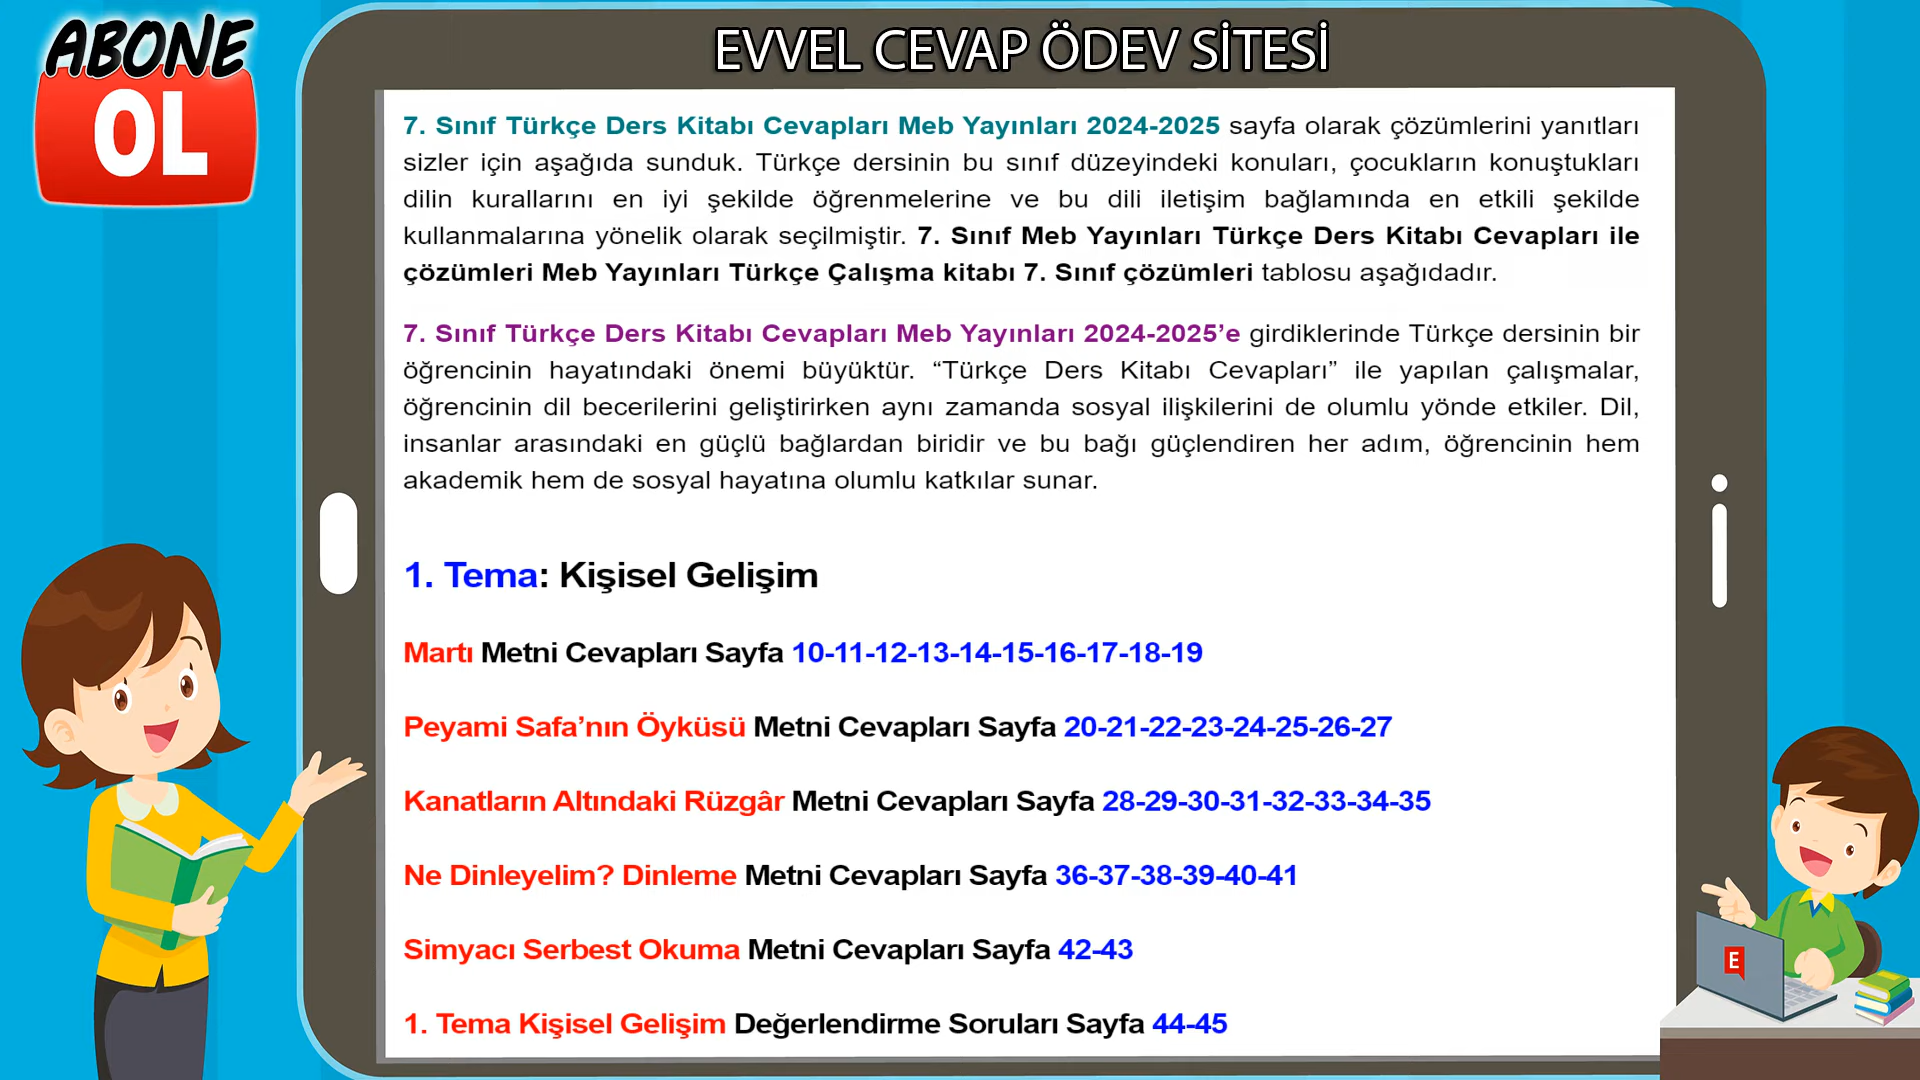 ABONE
OL
EVVEL CEVAP ÖDEV SİTESİ
7. Sınıf Türkçe Ders Kitabı Cevapları Meb Yayınları 2024-2025 sayfa olarak çözümlerini yanıtları
sizler için aşağıda sunduk. Türkçe dersinin bu sınıf düzeyindeki konuları, çocukların konuştukları
dilin kurallarını en iyi şekilde öğrenmelerine ve bu dili iletişim bağlamında en etkili şekilde
kullanmalarına yönelik olarak seçilmiştir. 7. Sınıf Meb Yayınları Türkçe Ders Kitabı Cevapları ile
çözümleri Meb Yayınları Türkçe Çalışma kitabı 7. Sınıf çözümleri tablosu aşağıdadır.
7. Sınıf Türkçe Ders Kitabı Cevapları Meb Yayınları 2024-2025’e girdiklerinde Türkçe dersinin bir
öğrencinin hayatındaki önemi büyüktür. “Türkçe Ders Kitabı Cevapları” ile yapılan çalışmalar,
öğrencinin dil becerilerini geliştirirken aynı zamanda sosyal ilişkilerini de olumlu yönde etkiler. Dil,
insanlar arasındaki en güçlü bağlardan biridir ve bu bağı güçlendiren her adım, öğrencinin hem
akademik hem de sosyal hayatına olumlu katkılar sunar.
1. Tema: Kişisel Gelişim
Martı Metni Cevapları Sayfa 10-11-12-13-14-15-16-17-18-19
Peyami Safa’nın Öyküsü Metni Cevapları Sayfa 20-21-22-23-24-25-26-27
Kanatların Altındaki Rüzgâr Metni Cevapları Sayfa 28-29-30-31-32-33-34-35
Ne Dinleyelim? Dinleme Metni Cevapları Sayfa 36-37-38-39-40-41
Simyacı Serbest Okuma Metni Cevapları Sayfa 42-43
1. Tema Kişisel Gelişim Değerlendirme Soruları Sayfa 44-45
E